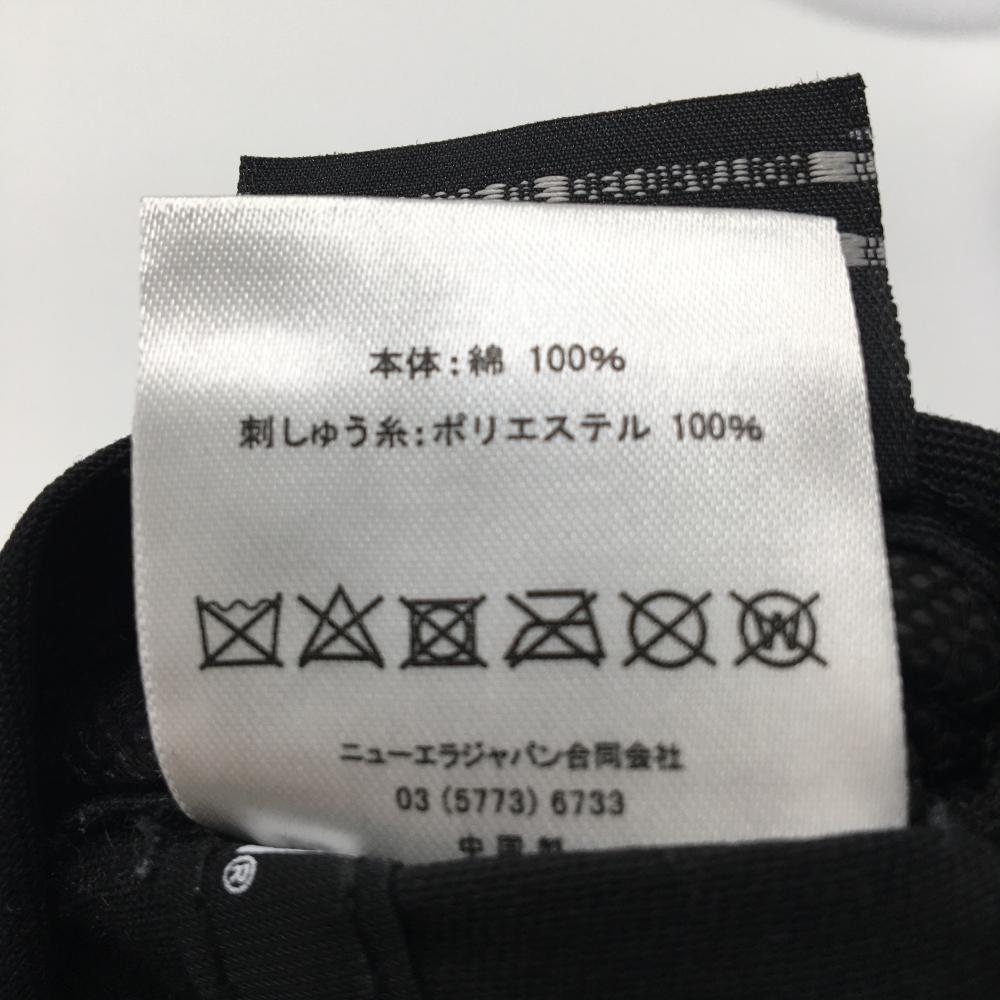 本体:綿 100%
刺しゅう糸:ポリエステル 100%
W
ニューエラジャパン合同会社
03 (5773) 6733
中国製
®